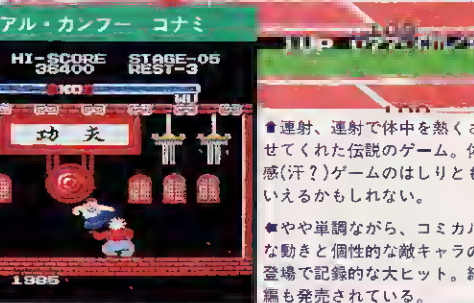 アル・カンフー コナミ
HI-SCORE STAGE-05
38400 REST-3
KO
WU
功夫
1985
1UP
100
⬆連射、連射で体中を熱くさ
せてくれた伝説のゲーム。体
感(汗?)ゲームのはしりとも
いえるかもしれない。
⬅やや単調ながら、コミカル
な動きと個性的な敵キャラの
登場で記録的な大ヒット。続
編も発売されている。